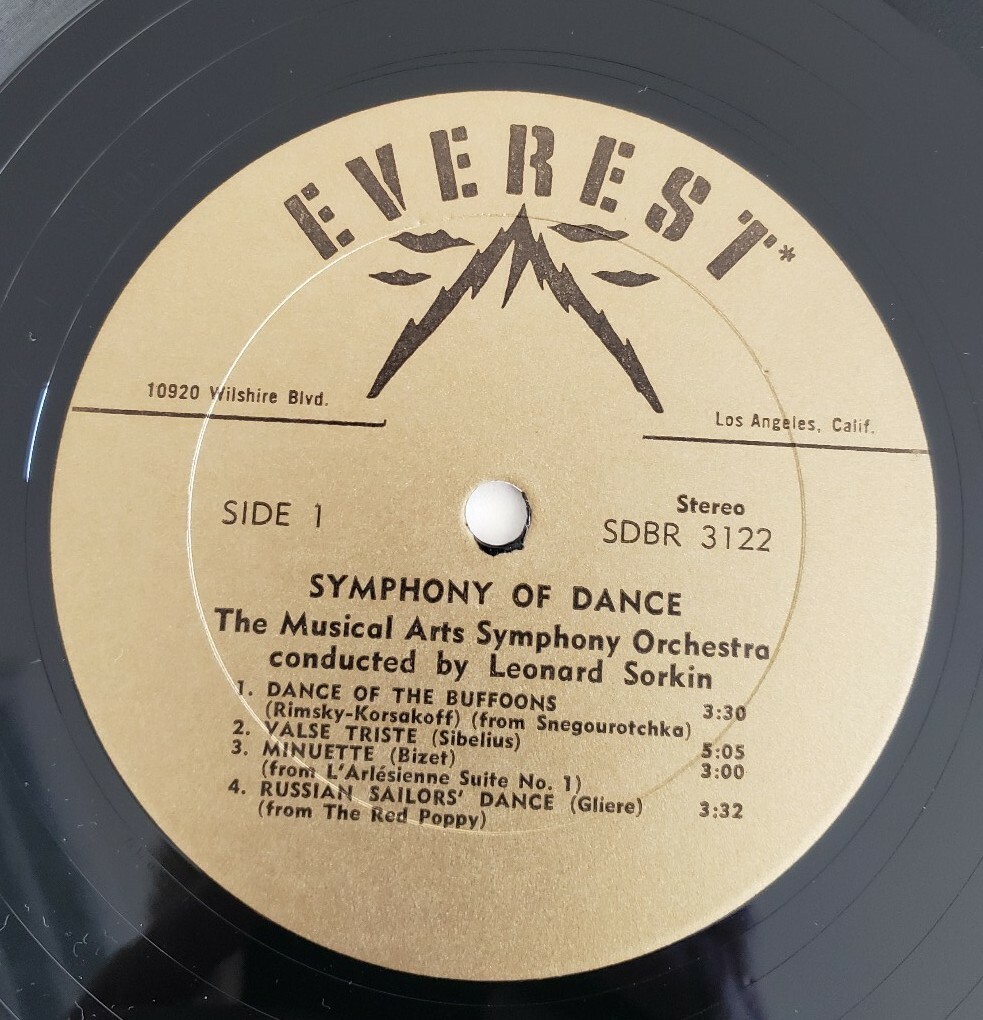 EVEREST*
10920 Wilshire Blvd.
Los Angeles, Calif.
SIDE 1
Stereo
SDBR 3122
SYMPHONY OF DANCE
The Musical Arts Symphony Orchestra
conducted by Leonard Sorkin
1. DANCE OF THE BUFFOONS
(Rimsky-Korsakoff) (from Snegourotchka) 3:30
2. VALSE TRISTE (Sibelius) 5:05
3. MINUETTE (Bizet) 3:00
(from L'Arlésienne Suite No. 1)
4. RUSSIAN SAILORS' DANCE (Gliere) 3:32
(from The Red Poppy)